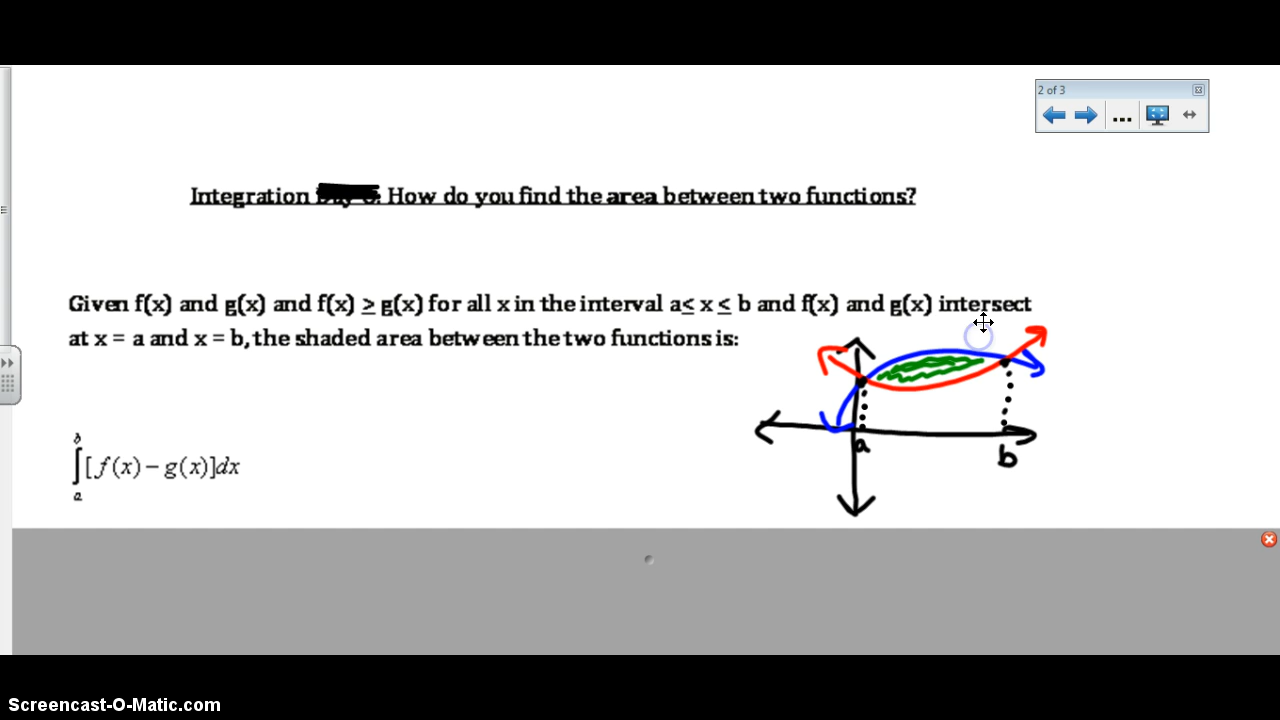 2 of 3
...
Integration : How do you find the area between two functions?
Given f(x) and g(x) and f(x) ≥ g(x) for all x in the interval a≤ x ≤ b and f(x) and g(x) intersect
at x = a and x = b, the shaded area between the two functions is:
b
∫[f(x) − g(x)]dx
a
a
b
Screencast-O-Matic.com